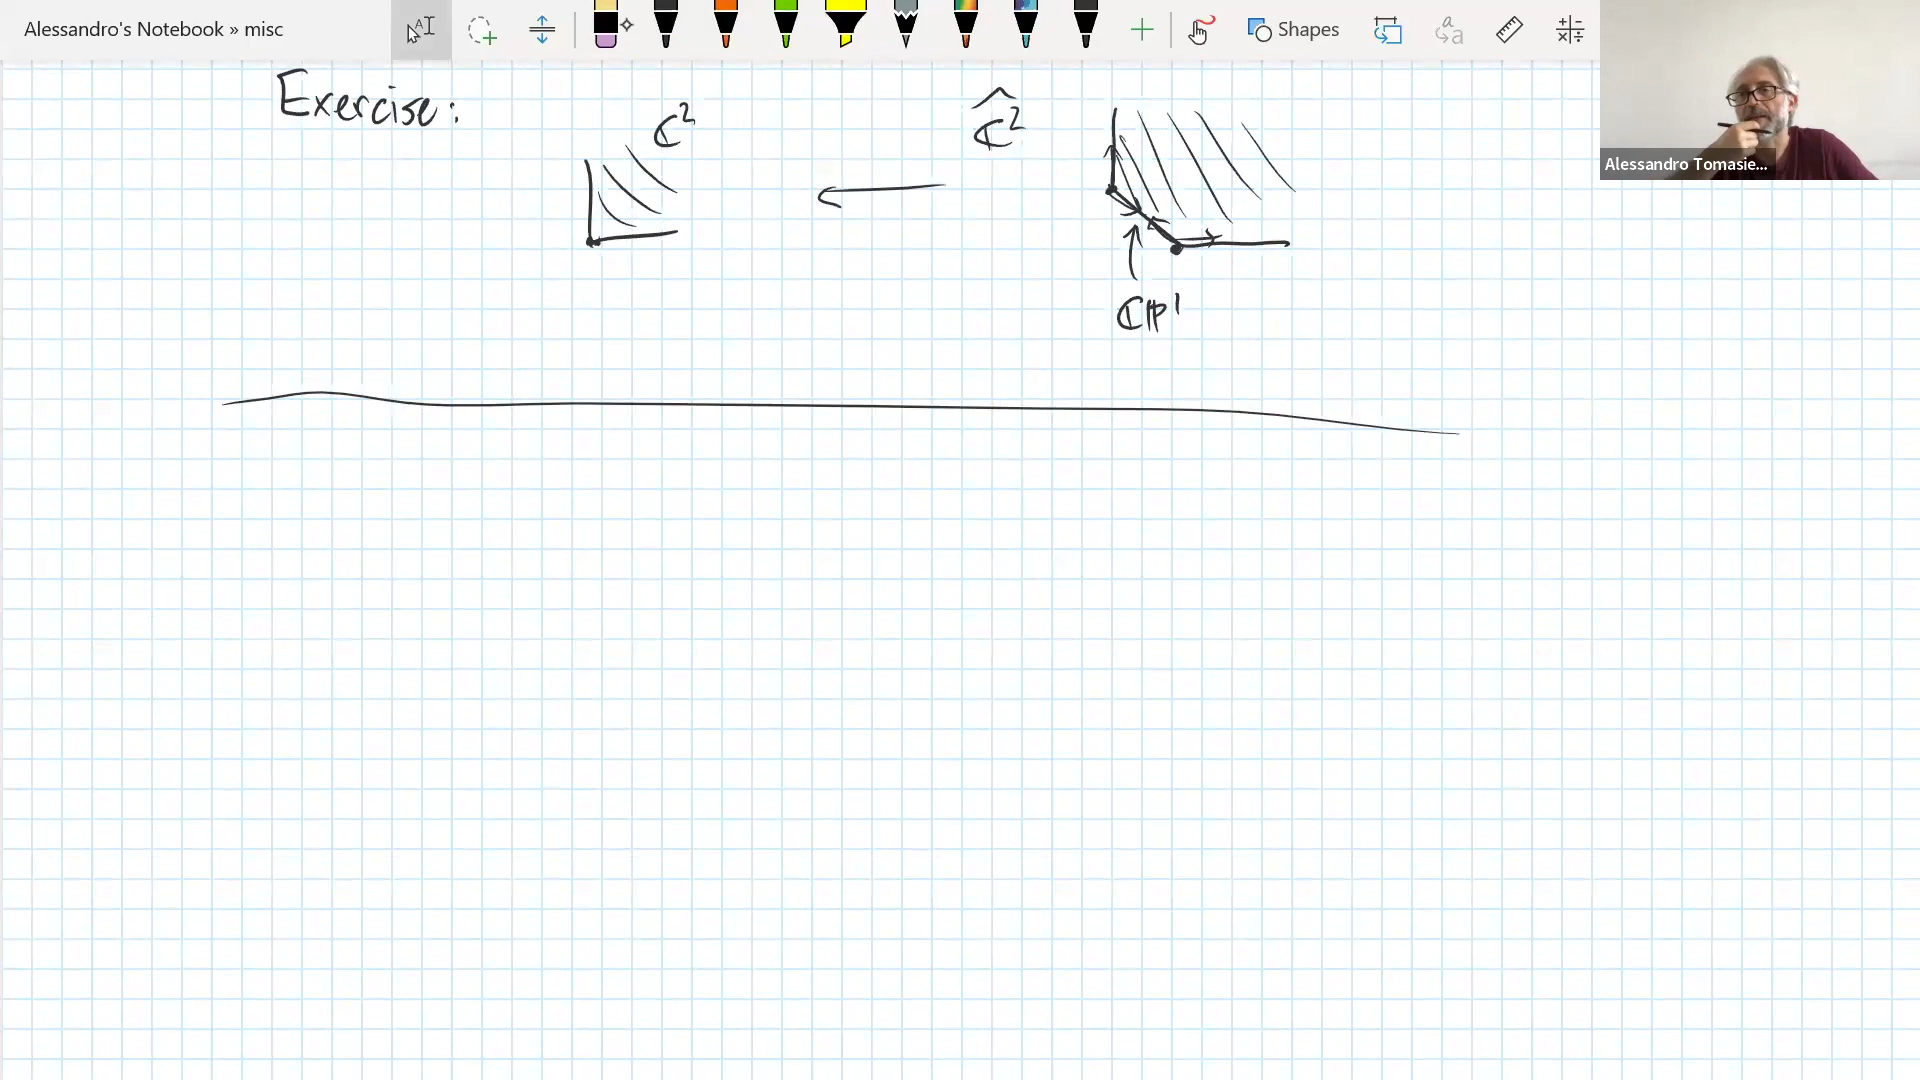 Alessandro's Notebook » misc
Shapes
Alessandro Tomasie...
Exercise:
ℂ²
ℂ̂²
ℂℙ¹